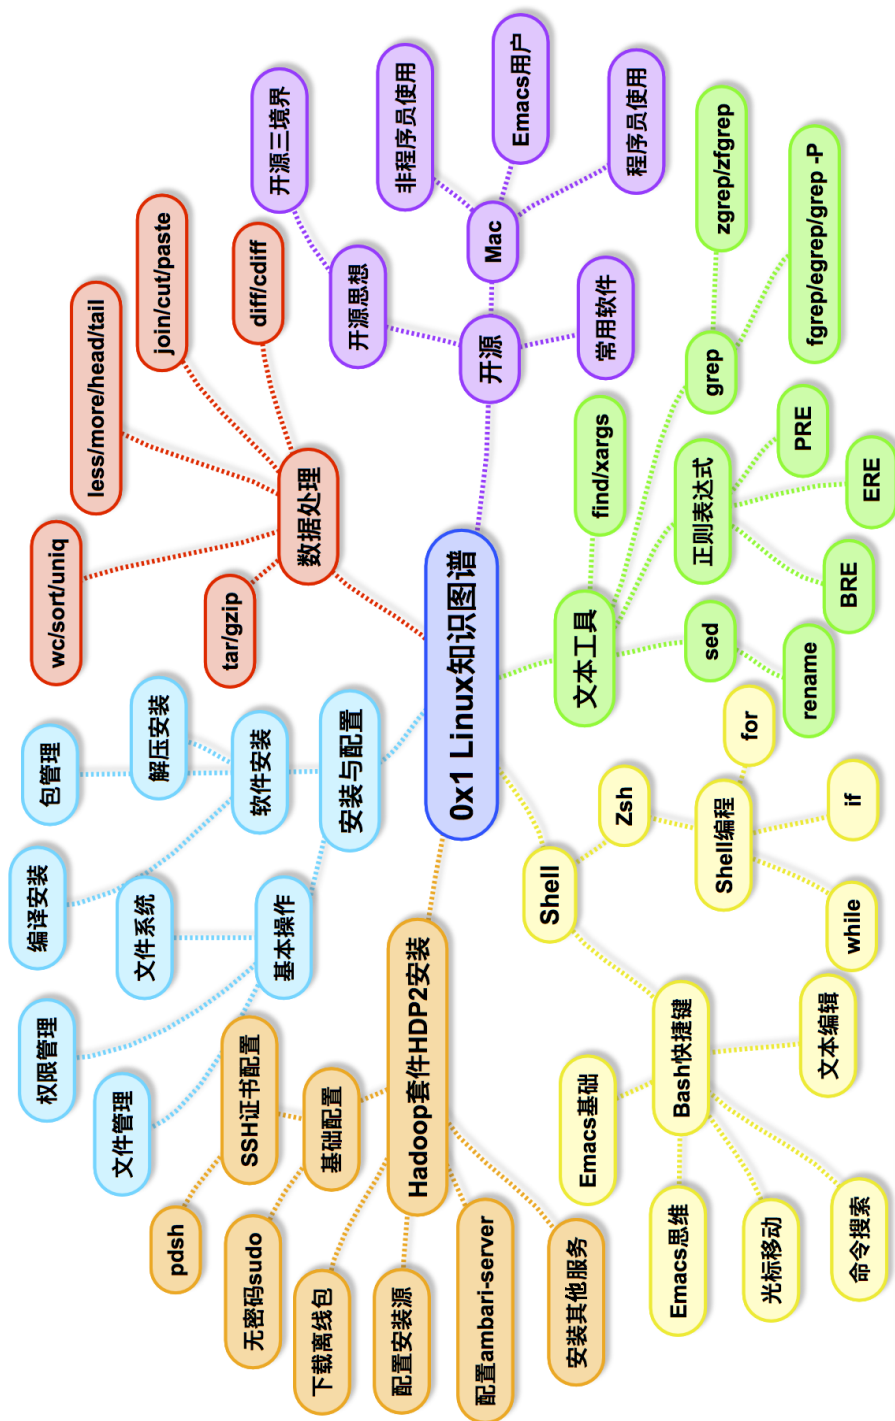 0x1 Linux知识图谱
数据处理
wc/sort/uniq
less/more/head/tail
join/cut/paste
diff/cdiff
tar/gzip
开源
开源思想
开源三境界
Mac
非程序员使用
Emacs用户
程序员使用
常用软件
文本工具
find/xargs
grep
zgrep/zfgrep
fgrep/egrep/grep -P
正则表达式
PRE
ERE
BRE
sed
rename
Shell
Zsh
Shell编程
for
if
while
Bash快捷键
Emacs基础
Emacs思维
光标移动
命令搜索
文本编辑
Hadoop套件HDP2安装
基础配置
SSH证书配置
pdsh
无密码sudo
下载离线包
配置安装源
配置ambari-server
安装其他服务
安装与配置
软件安装
包管理
解压安装
编译安装
基本操作
文件系统
权限管理
文件管理